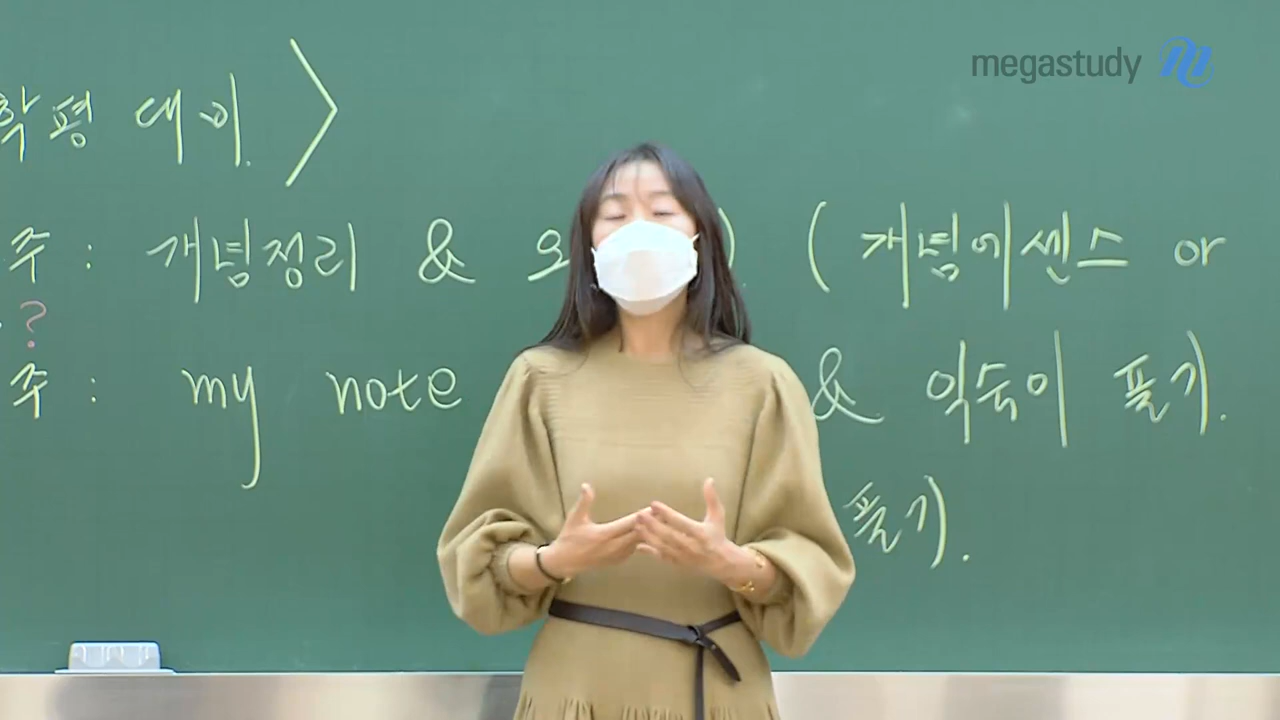 megastudy
학평 대비 >
주 : 개념정리 & 오 ) ( 개념에센스 or
?
주 : my note & 익숙이 풀기.
풀기.